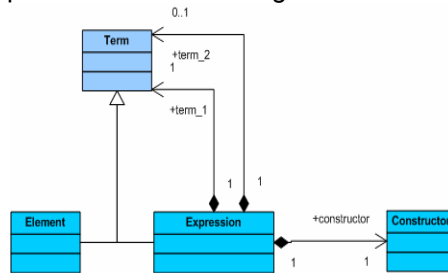 0..1
Term
+term_2
1
+term_1
1
1
Element
Expression
+constructor
Constructor
1
1